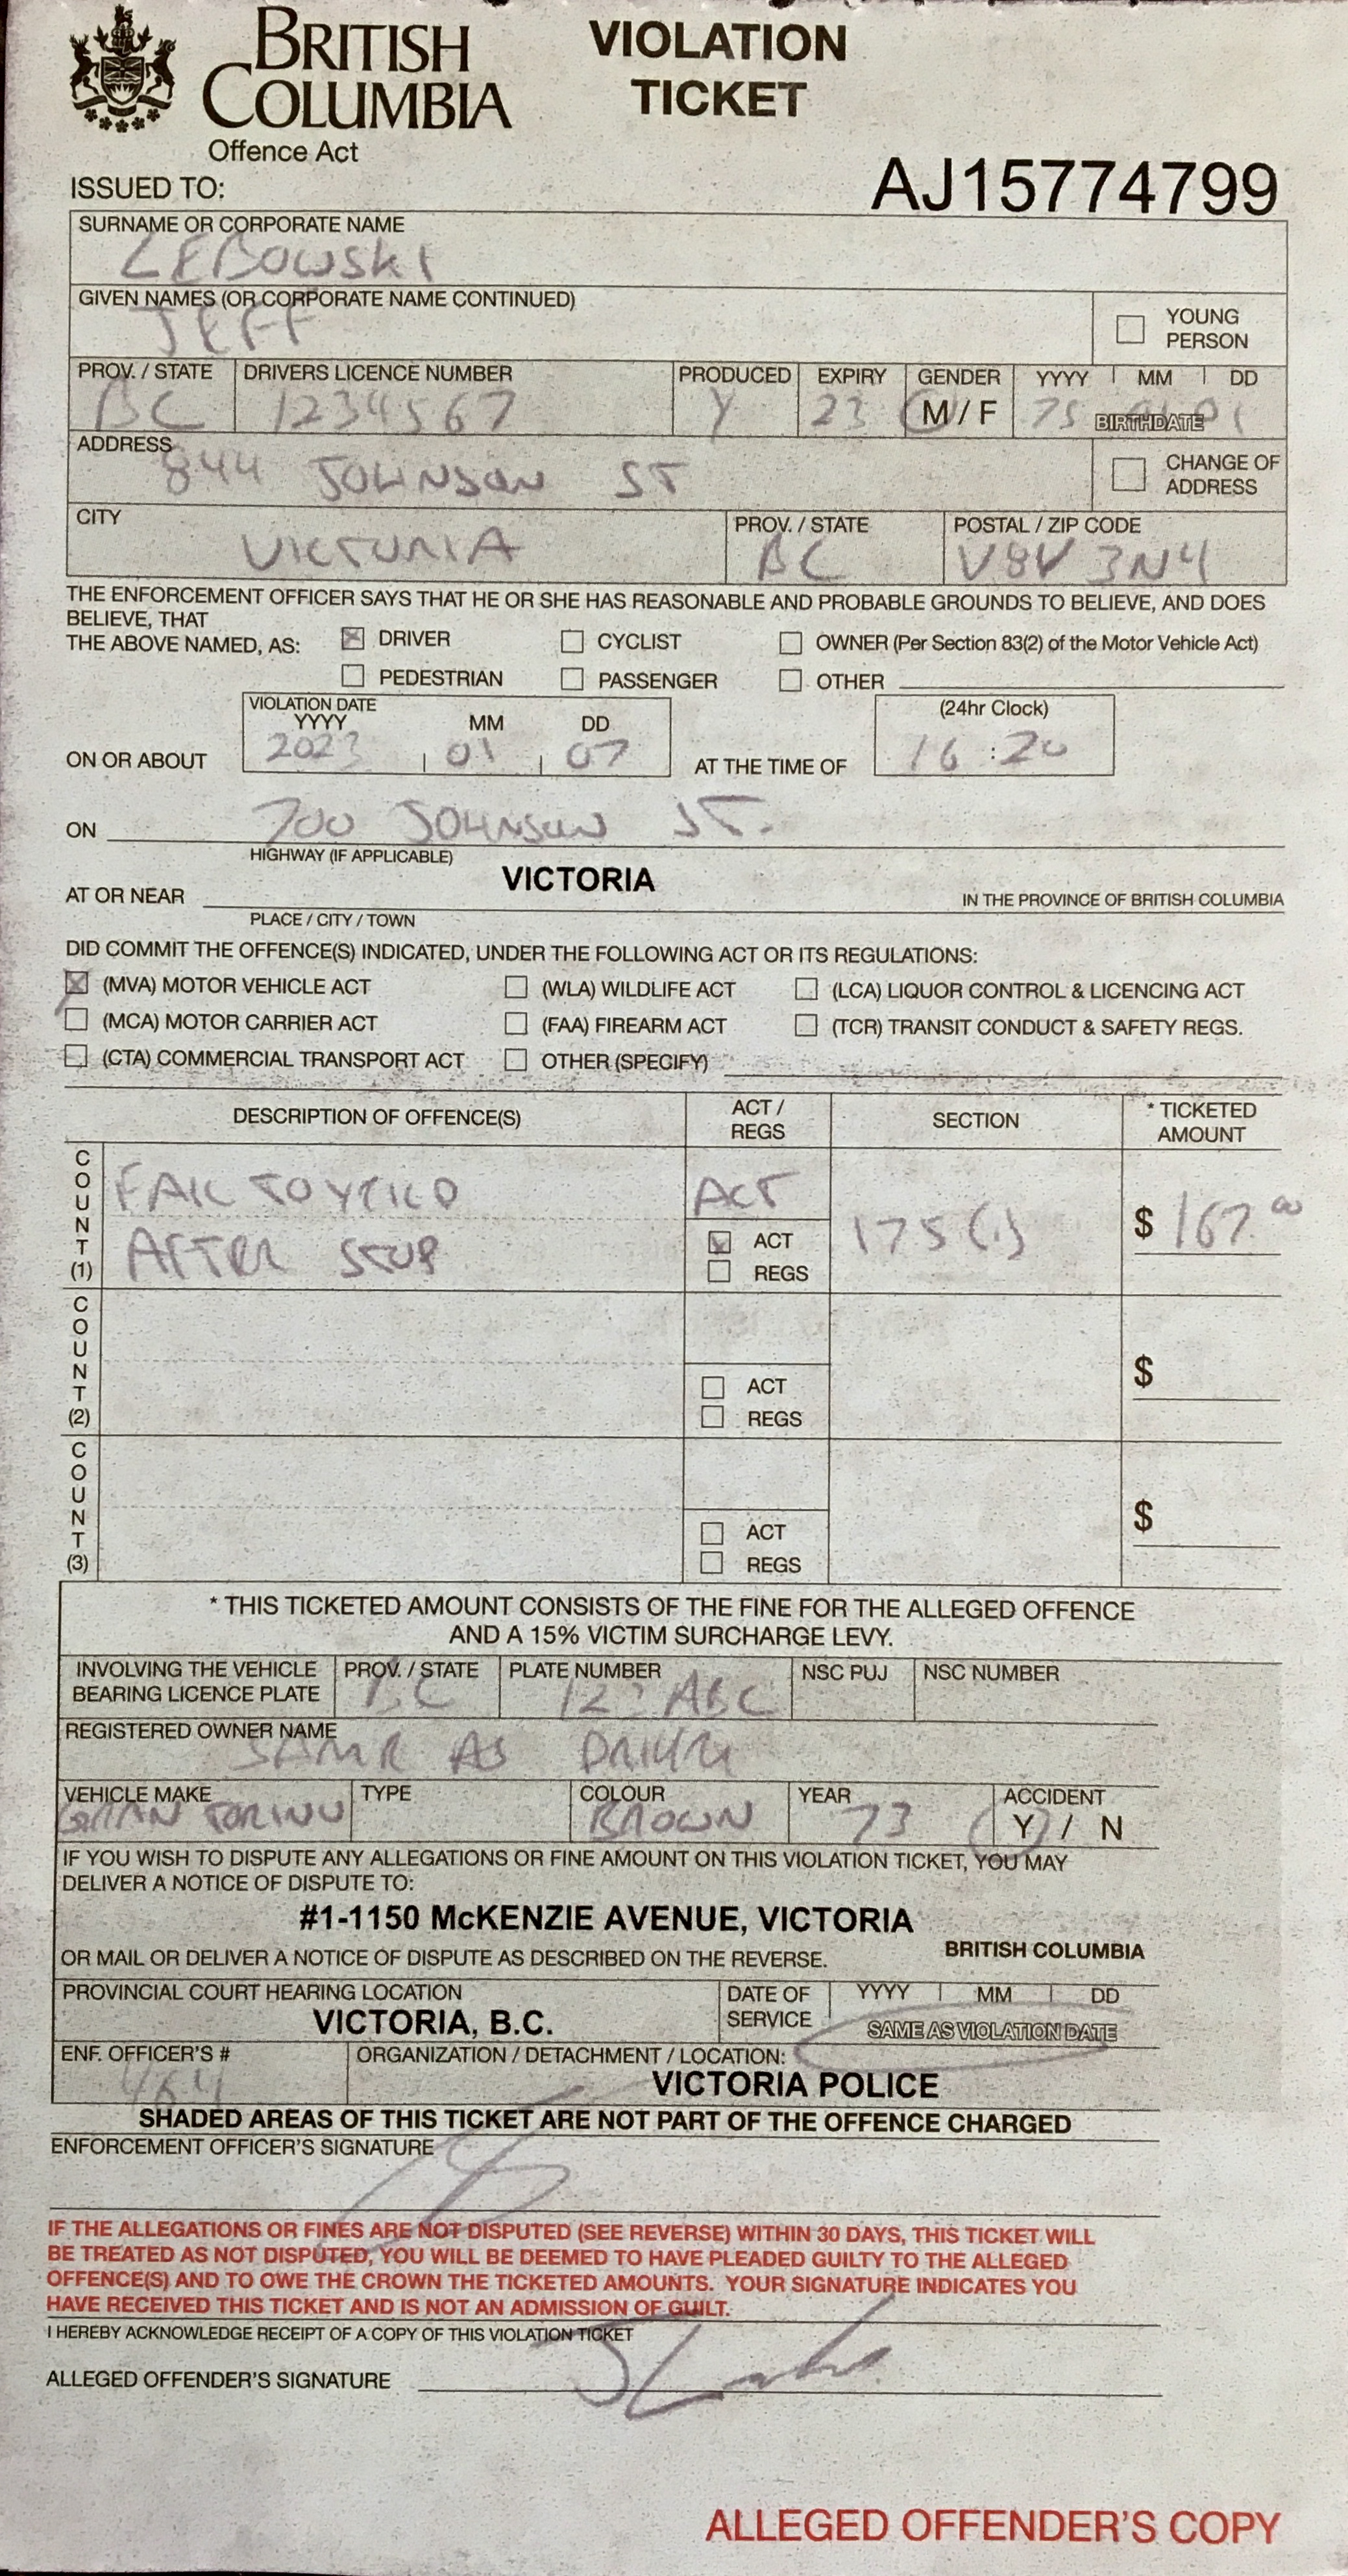 BRITISH COLUMBIA
VIOLATION TICKET
Offence Act
ISSUED TO:
AJ15774799
SURNAME OR CORPORATE NAME
LEBOWSKI
GIVEN NAMES (OR CORPORATE NAME CONTINUED)
JEFF
YOUNG PERSON
PROV. / STATE DRIVERS LICENCE NUMBER PRODUCED EXPIRY GENDER YYYY MM DD
BC 1234567 Y 23 M / F 75 BIRTHDATE
ADDRESS
844 JOHNSON ST
CHANGE OF ADDRESS
CITY PROV. / STATE POSTAL / ZIP CODE
VICTORIA BC V8V 3N4
THE ENFORCEMENT OFFICER SAYS THAT HE OR SHE HAS REASONABLE AND PROBABLE GROUNDS TO BELIEVE, AND DOES
BELIEVE, THAT
THE ABOVE NAMED, AS: DRIVER CYCLIST OWNER (Per Section 83(2) of the Motor Vehicle Act)
PEDESTRIAN PASSENGER OTHER
VIOLATION DATE
YYYY MM DD (24hr Clock)
ON OR ABOUT 2023 01 07 AT THE TIME OF 16:20
ON 700 JOHNSON ST.
HIGHWAY (IF APPLICABLE)
AT OR NEAR VICTORIA IN THE PROVINCE OF BRITISH COLUMBIA
PLACE / CITY / TOWN
DID COMMIT THE OFFENCE(S) INDICATED, UNDER THE FOLLOWING ACT OR ITS REGULATIONS:
(MVA) MOTOR VEHICLE ACT (WLA) WILDLIFE ACT (LCA) LIQUOR CONTROL & LICENCING ACT
(MCA) MOTOR CARRIER ACT (FAA) FIREARM ACT (TCR) TRANSIT CONDUCT & SAFETY REGS.
(CTA) COMMERCIAL TRANSPORT ACT OTHER (SPECIFY)
DESCRIPTION OF OFFENCE(S) ACT / REGS SECTION * TICKETED AMOUNT
COUNT (1)
FAIL TO YIELD ACT
AFTER STOP ACT 175(1) $ 167.00
REGS
COUNT (2)
$
ACT
REGS
COUNT (3)
$
ACT
REGS
* THIS TICKETED AMOUNT CONSISTS OF THE FINE FOR THE ALLEGED OFFENCE
AND A 15% VICTIM SURCHARGE LEVY.
INVOLVING THE VEHICLE BEARING LICENCE PLATE PROV. / STATE PLATE NUMBER NSC PUJ NSC NUMBER
BC 123 ABC
REGISTERED OWNER NAME
SAME AS DRIVER
VEHICLE MAKE TYPE COLOUR YEAR ACCIDENT
GRAN TORINO BROWN 73 Y / N
IF YOU WISH TO DISPUTE ANY ALLEGATIONS OR FINE AMOUNT ON THIS VIOLATION TICKET, YOU MAY
DELIVER A NOTICE OF DISPUTE TO:
#1-1150 McKENZIE AVENUE, VICTORIA
OR MAIL OR DELIVER A NOTICE OF DISPUTE AS DESCRIBED ON THE REVERSE. BRITISH COLUMBIA
PROVINCIAL COURT HEARING LOCATION DATE OF SERVICE YYYY MM DD
VICTORIA, B.C. SAME AS VIOLATION DATE
ENF. OFFICER'S # ORGANIZATION / DETACHMENT / LOCATION:
464 VICTORIA POLICE
SHADED AREAS OF THIS TICKET ARE NOT PART OF THE OFFENCE CHARGED
ENFORCEMENT OFFICER'S SIGNATURE
IF THE ALLEGATIONS OR FINES ARE NOT DISPUTED (SEE REVERSE) WITHIN 30 DAYS, THIS TICKET WILL
BE TREATED AS NOT DISPUTED, YOU WILL BE DEEMED TO HAVE PLEADED GUILTY TO THE ALLEGED
OFFENCE(S) AND TO OWE THE CROWN THE TICKETED AMOUNTS. YOUR SIGNATURE INDICATES YOU
HAVE RECEIVED THIS TICKET AND IS NOT AN ADMISSION OF GUILT.
I HEREBY ACKNOWLEDGE RECEIPT OF A COPY OF THIS VIOLATION TICKET
ALLEGED OFFENDER'S SIGNATURE
ALLEGED OFFENDER'S COPY